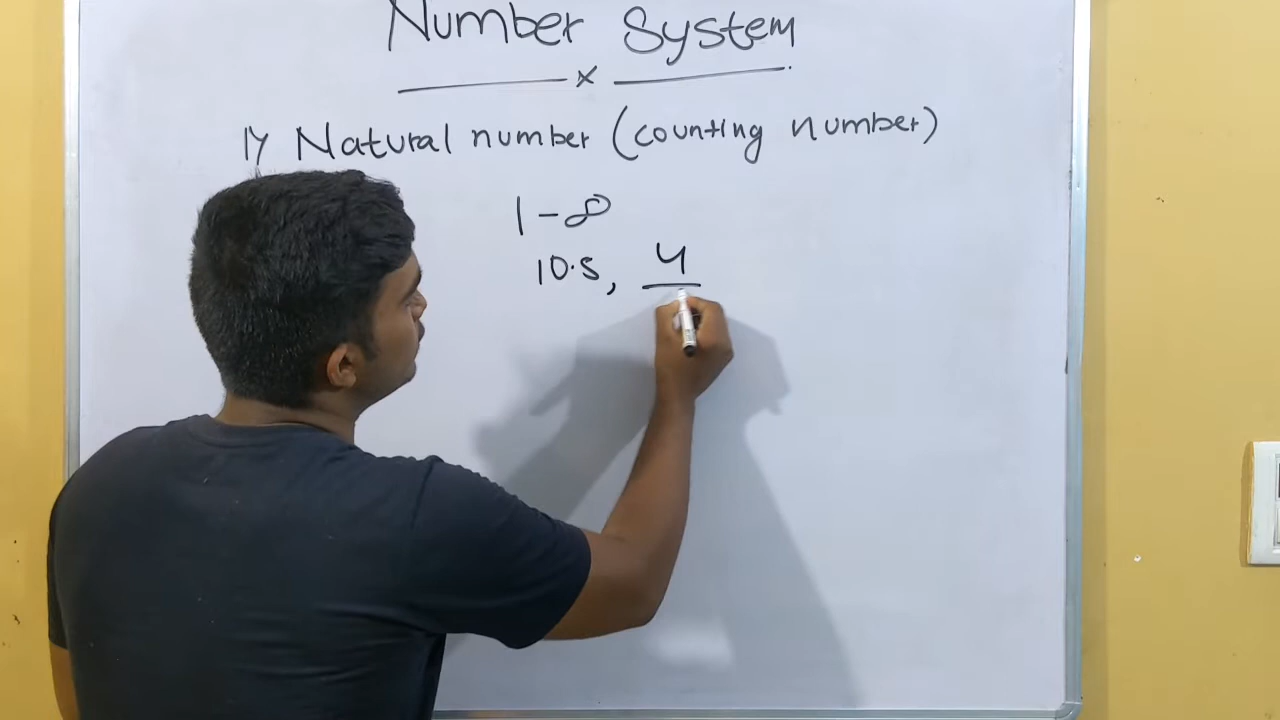 Number System
x
1) Natural number (counting number)
1-∞
10.5, 4